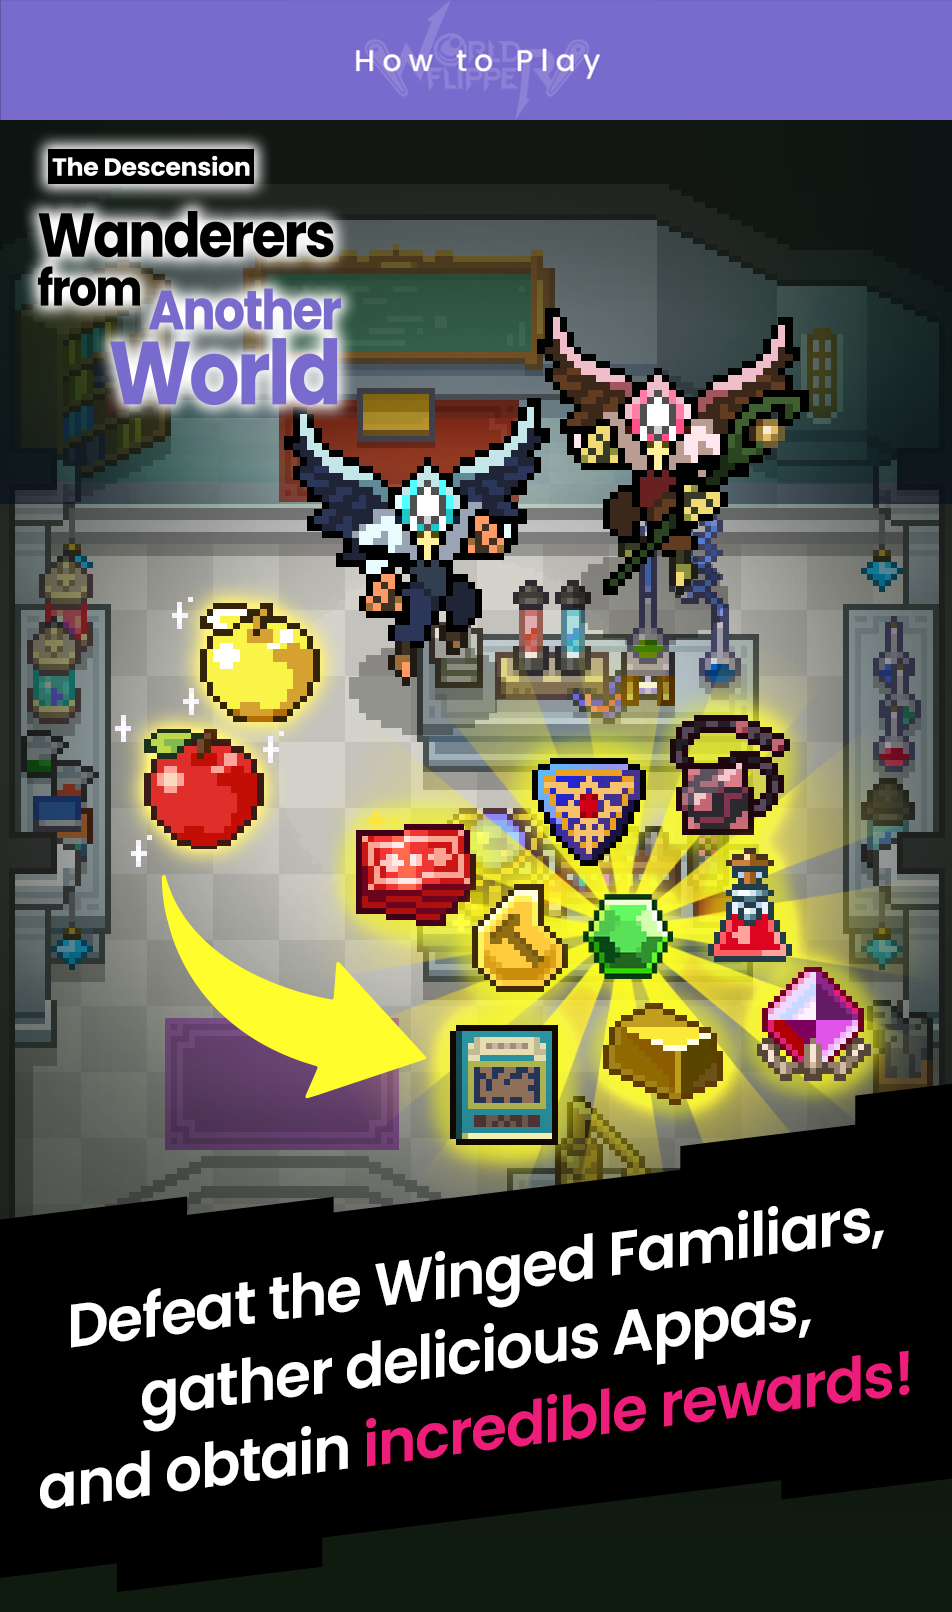 WORLD
FLIPPER
How to Play
The Descension
Wanderers
from Another
World
Defeat the Winged Familiars,
gather delicious Appas,
and obtain incredible rewards!